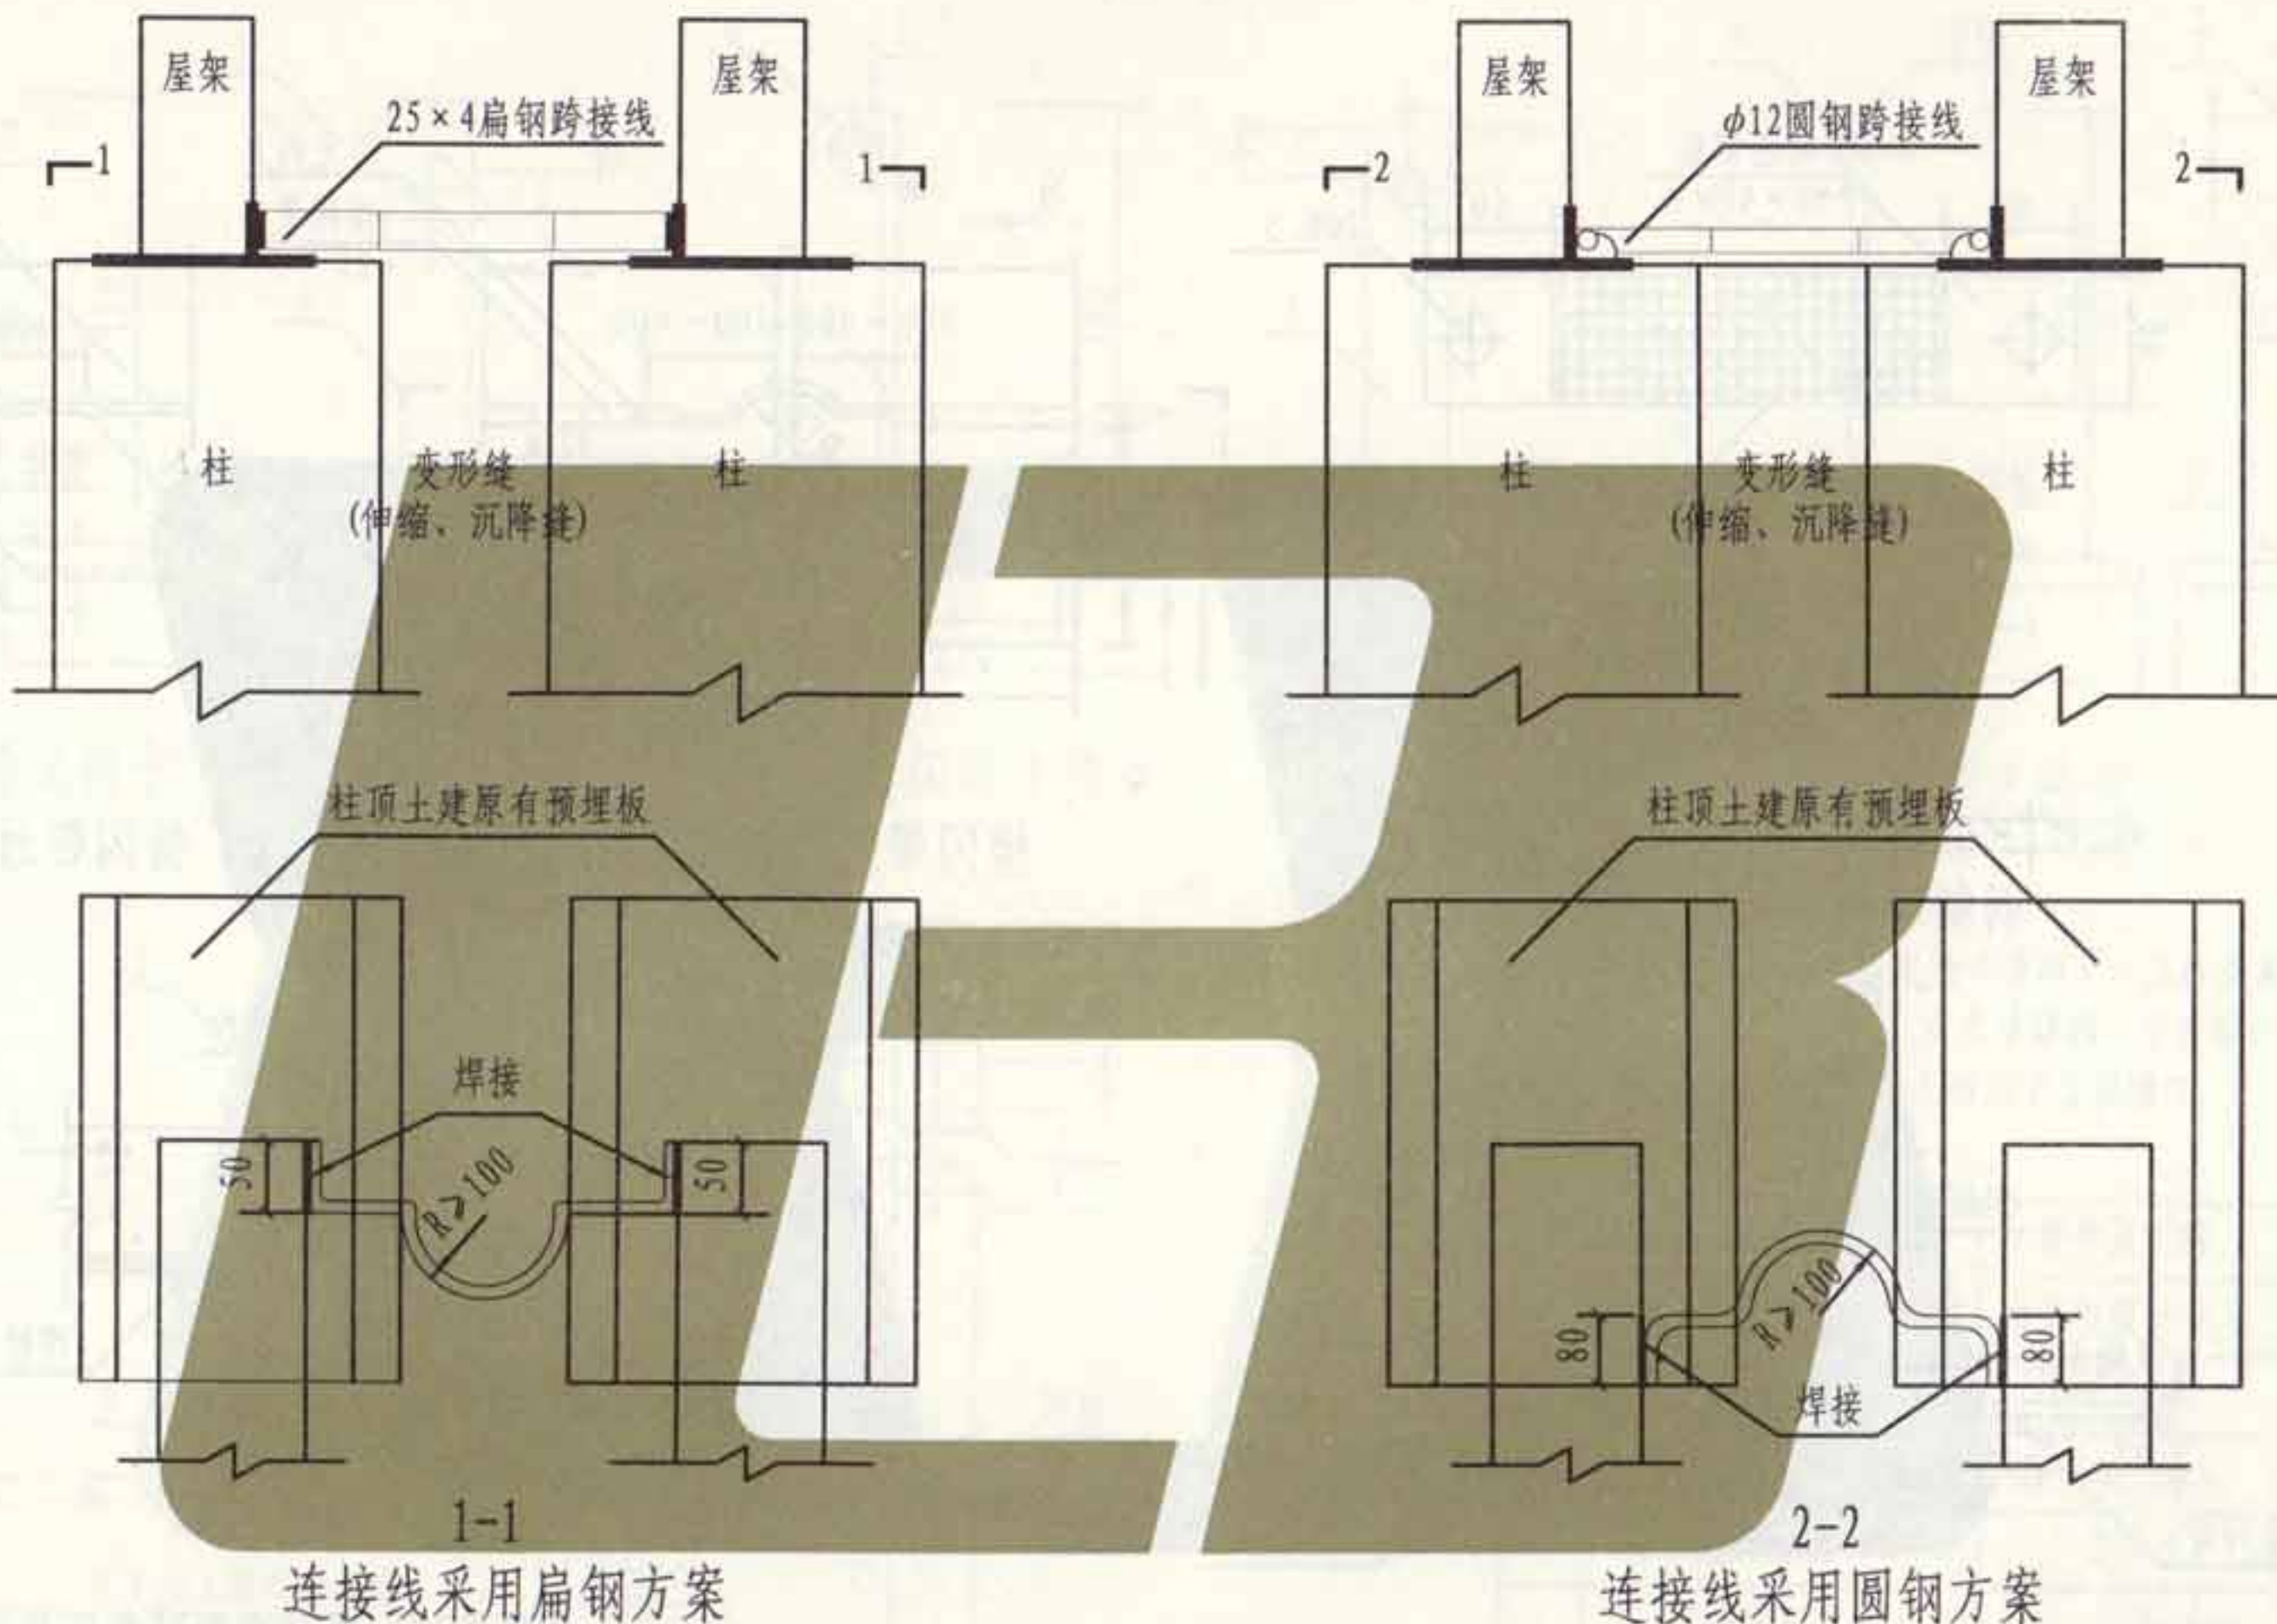 屋架
屋架
25×4扁钢跨接线
1
1
柱
变形缝
(伸缩、沉降缝)
柱
柱顶土建原有预埋板
焊接
50
R≥100
50
1-1
连接线采用扁钢方案
屋架
屋架
φ12圆钢跨接线
2
2
柱
变形缝
(伸缩、沉降缝)
柱
柱顶土建原有预埋板
80
R≥100
80
焊接
2-2
连接线采用圆钢方案